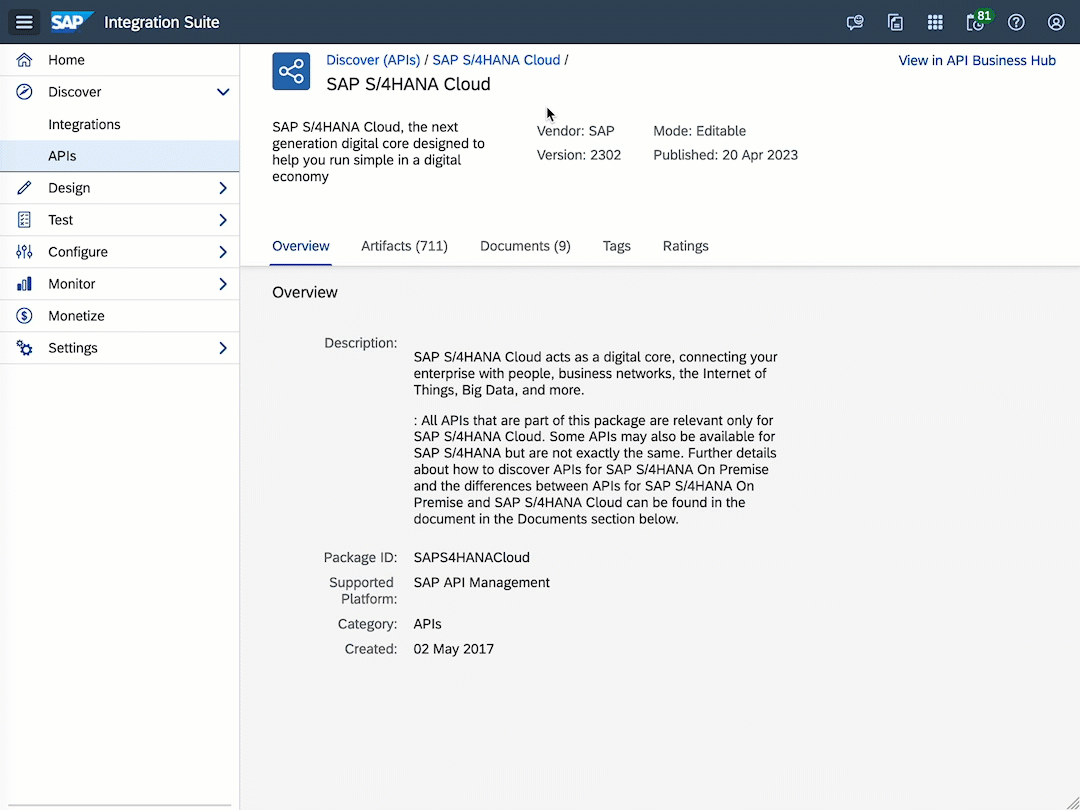 SAP Integration Suite
81
Home
Discover
Integrations
APIs
Design
Test
Configure
Monitor
Monetize
Settings
Discover (APIs) / SAP S/4HANA Cloud /
View in API Business Hub
SAP S/4HANA Cloud
SAP S/4HANA Cloud, the next
generation digital core designed to
help you run simple in a digital
economy
Vendor: SAP
Mode: Editable
Version: 2302
Published: 20 Apr 2023
Overview
Artifacts (711)
Documents (9)
Tags
Ratings
Overview
Description:
SAP S/4HANA Cloud acts as a digital core, connecting your
enterprise with people, business networks, the Internet of
Things, Big Data, and more.
: All APIs that are part of this package are relevant only for
SAP S/4HANA Cloud. Some APIs may also be available for
SAP S/4HANA but are not exactly the same. Further details
about how to discover APIs for SAP S/4HANA On Premise
and the differences between APIs for SAP S/4HANA On
Premise and SAP S/4HANA Cloud can be found in the
document in the Documents section below.
Package ID: SAPS4HANACloud
Supported Platform: SAP API Management
Category: APIs
Created: 02 May 2017